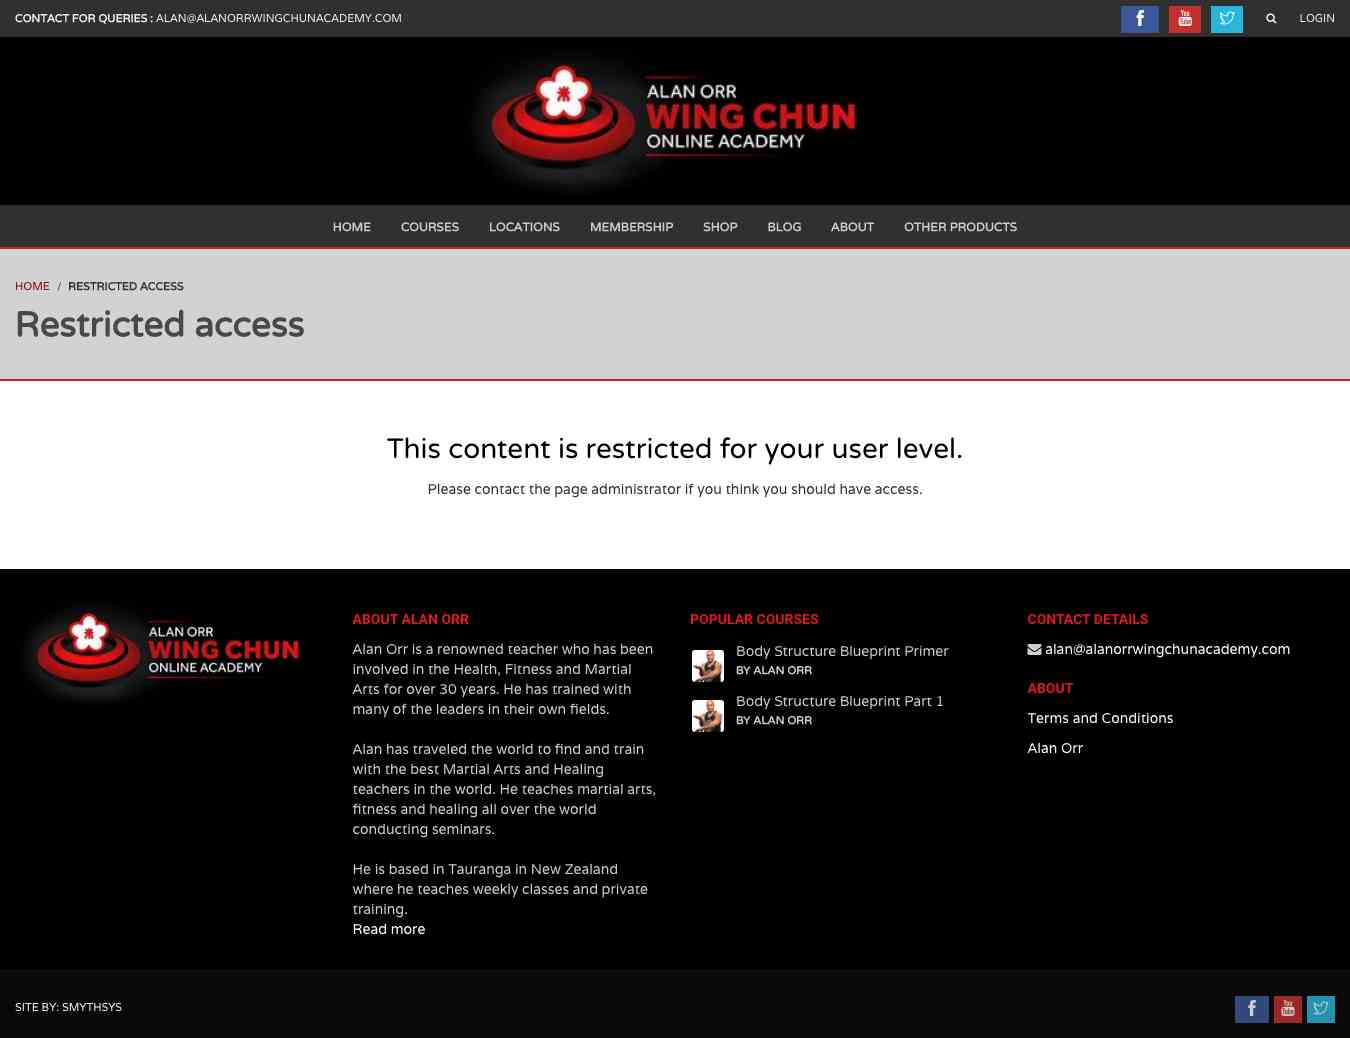 CONTACT FOR QUERIES : ALAN@ALANORRWINGCHUNACADEMY.COM
You Tube
LOGIN
ALAN ORR
WING CHUN
ONLINE ACADEMY
HOME COURSES LOCATIONS MEMBERSHIP SHOP BLOG ABOUT OTHER PRODUCTS
HOME / RESTRICTED ACCESS
Restricted access
This content is restricted for your user level.
Please contact the page administrator if you think you should have access.
ALAN ORR
WING CHUN
ONLINE ACADEMY
ABOUT ALAN ORR
Alan Orr is a renowned teacher who has been
involved in the Health, Fitness and Martial
Arts for over 30 years. He has trained with
many of the leaders in their own fields.
Alan has traveled the world to find and train
with the best Martial Arts and Healing
teachers in the world. He teaches martial arts,
fitness and healing all over the world
conducting seminars.
He is based in Tauranga in New Zealand
where he teaches weekly classes and private
training.
Read more
POPULAR COURSES
Body Structure Blueprint Primer
BY ALAN ORR
Body Structure Blueprint Part 1
BY ALAN ORR
CONTACT DETAILS
alan@alanorrwingchunacademy.com
ABOUT
Terms and Conditions
Alan Orr
SITE BY: SMYTHSYS
You Tube